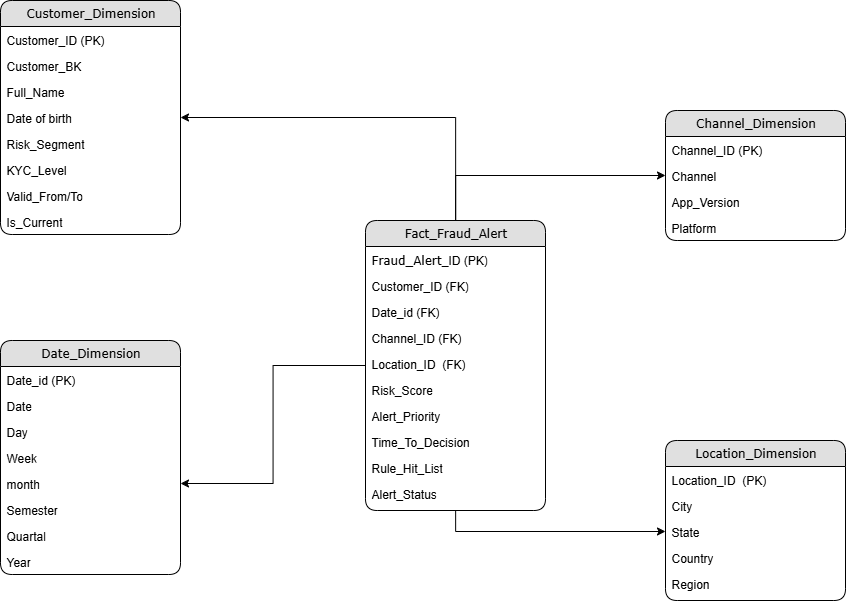 Customer_Dimension
Customer_ID (PK)
Customer_BK
Full_Name
Date of birth
Risk_Segment
KYC_Level
Valid_From/To
Is_Current
Channel_Dimension
Channel_ID (PK)
Channel
App_Version
Platform
Fact_Fraud_Alert
Fraud_Alert_ID (PK)
Customer_ID (FK)
Date_id (FK)
Channel_ID (FK)
Location_ID  (FK)
Risk_Score
Alert_Priority
Time_To_Decision
Rule_Hit_List
Alert_Status
Date_Dimension
Date_id (PK)
Date
Day
Week
month
Semester
Quartal
Year
Location_Dimension
Location_ID  (PK)
City
State
Country
Region